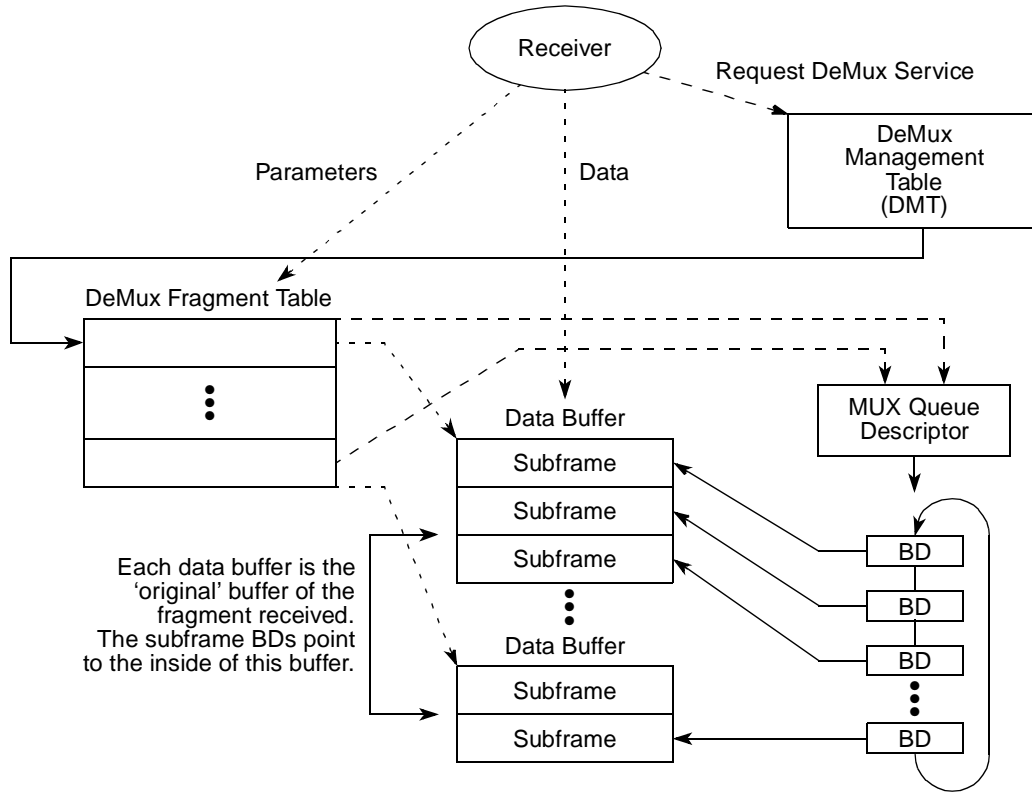 Receiver
Request DeMux Service
DeMux
Management
Table
(DMT)
Parameters
Data
DeMux Fragment Table
MUX Queue
Descriptor
Data Buffer
Subframe
Subframe
Subframe
BD
BD
BD
BD
Each data buffer is the
‘original’ buffer of the
fragment received.
The subframe BDs point
to the inside of this buffer.
Data Buffer
Subframe
Subframe